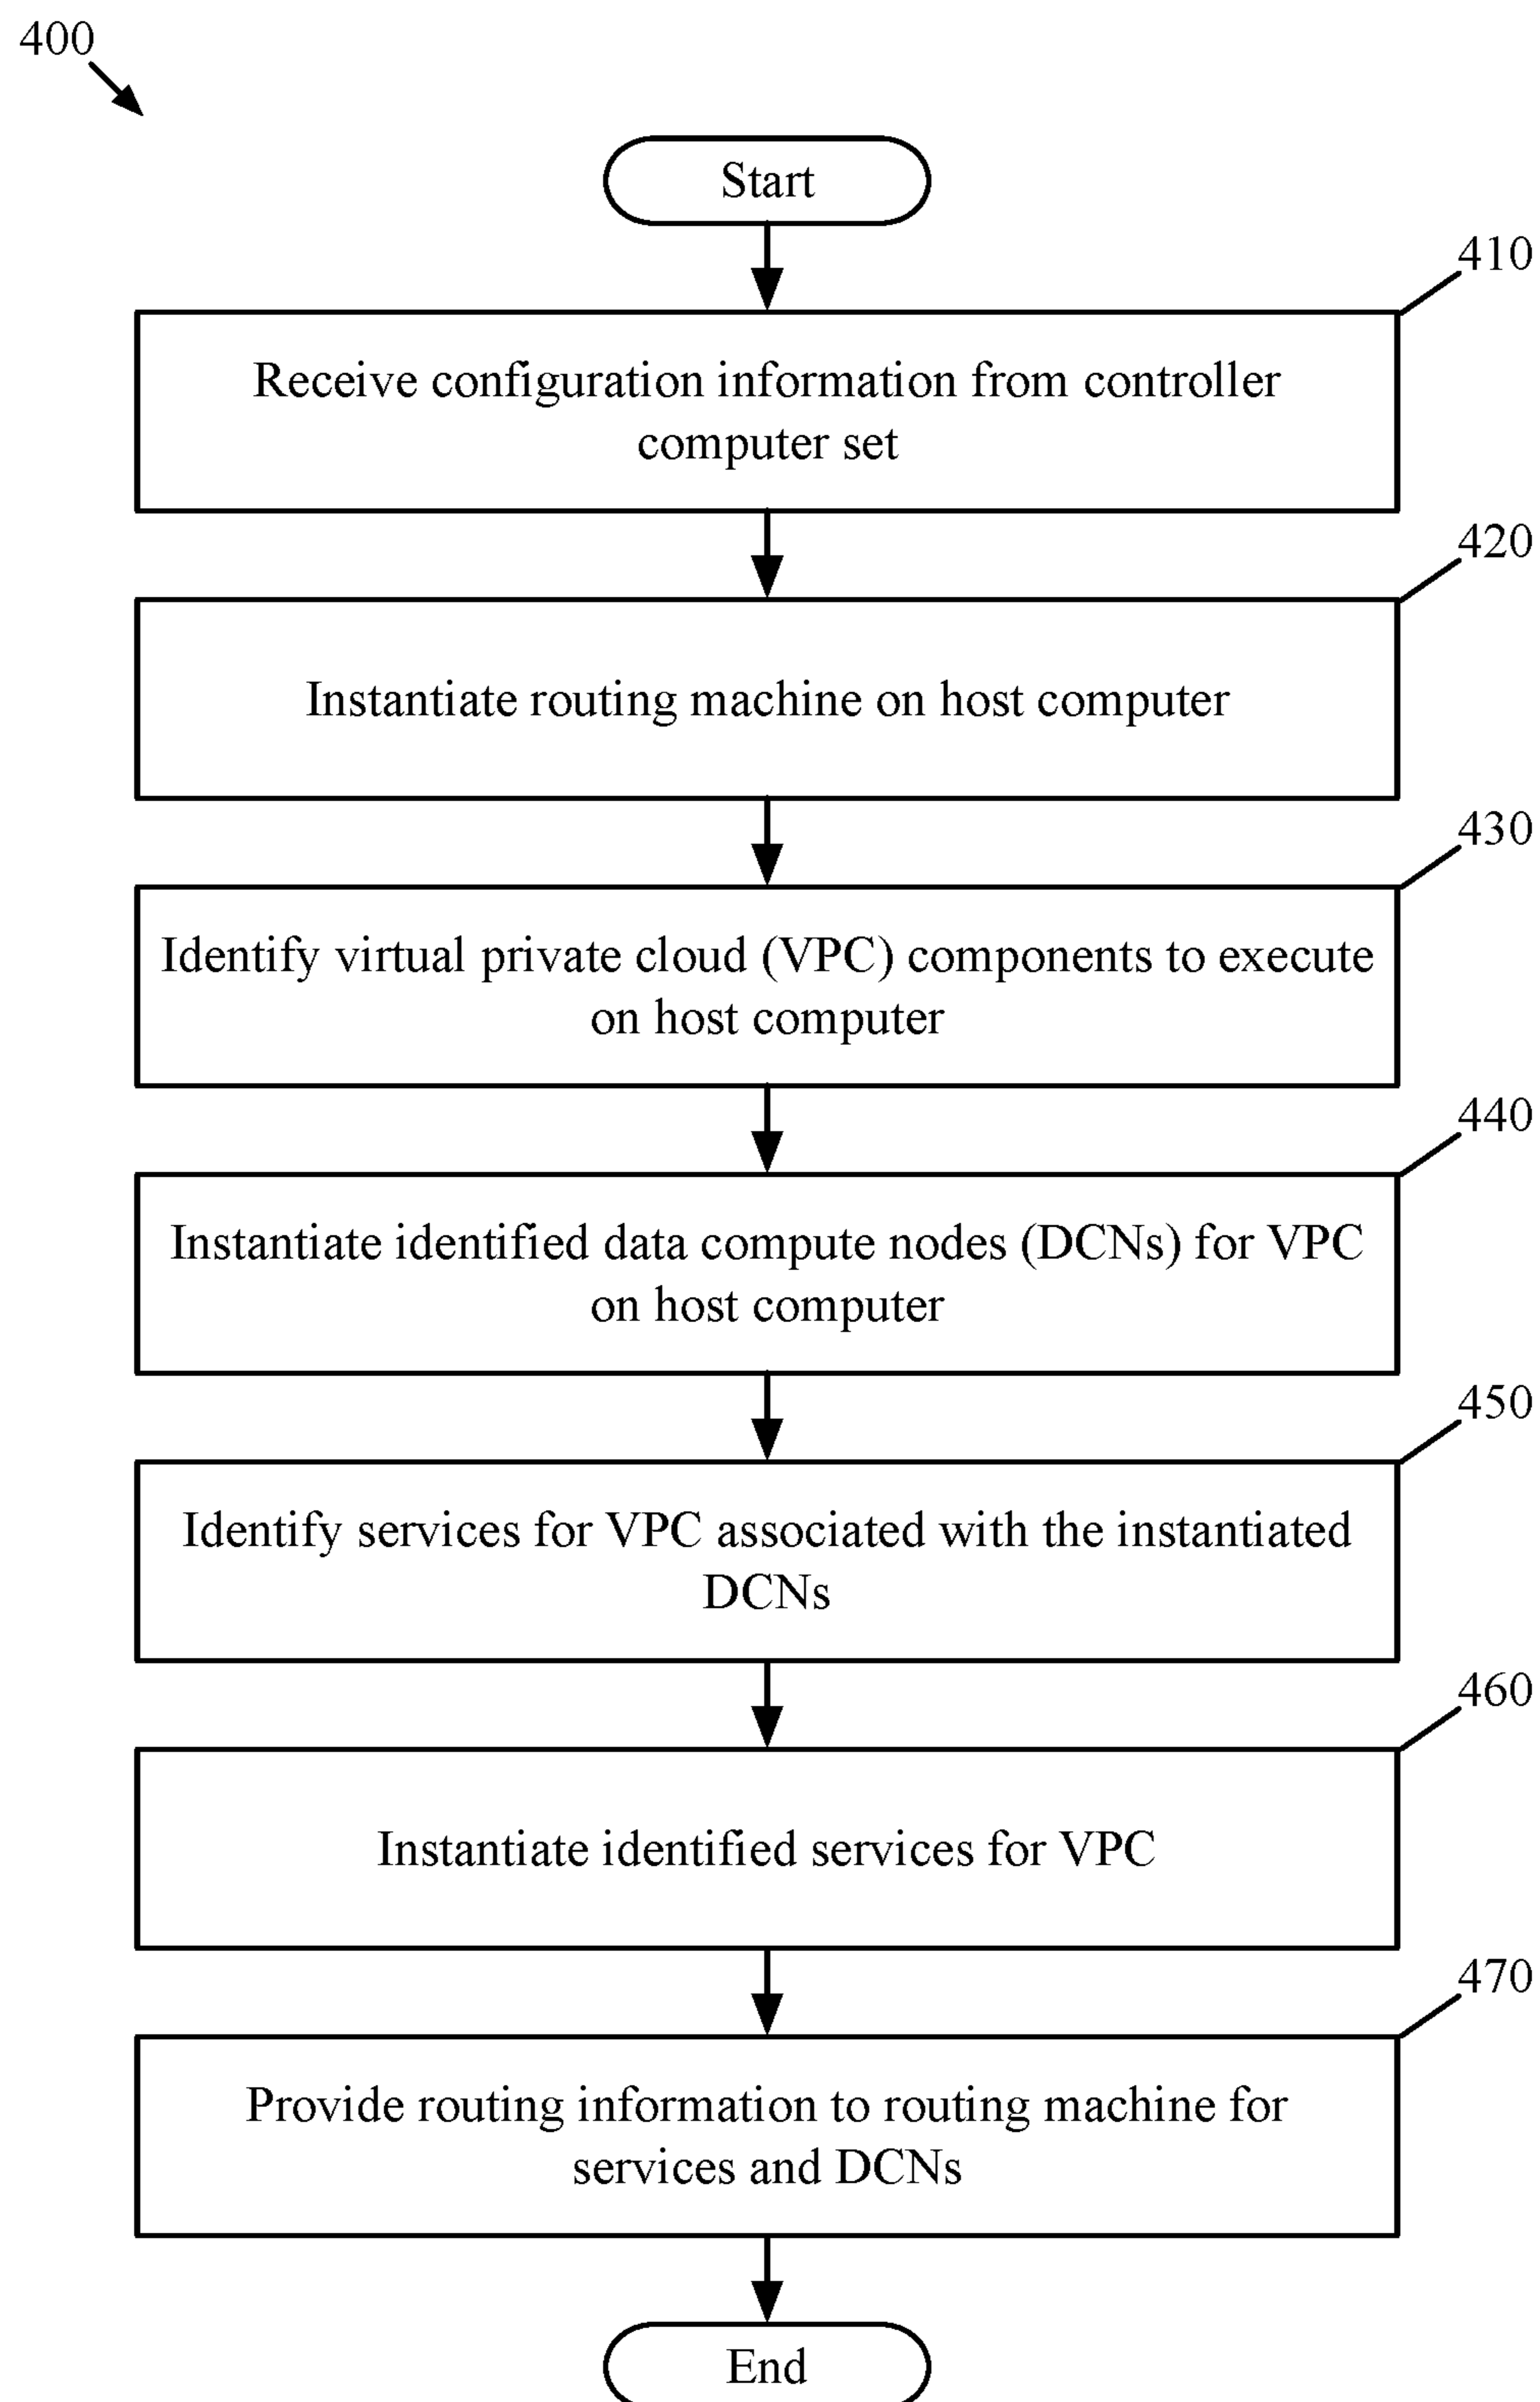 400
Start
410
Receive configuration information from controller
computer set
420
Instantiate routing machine on host computer
430
Identify virtual private cloud (VPC) components to execute
on host computer
440
Instantiate identified data compute nodes (DCNs) for VPC
on host computer
450
Identify services for VPC associated with the instantiated
DCNs
460
Instantiate identified services for VPC
470
Provide routing information to routing machine for
services and DCNs
End